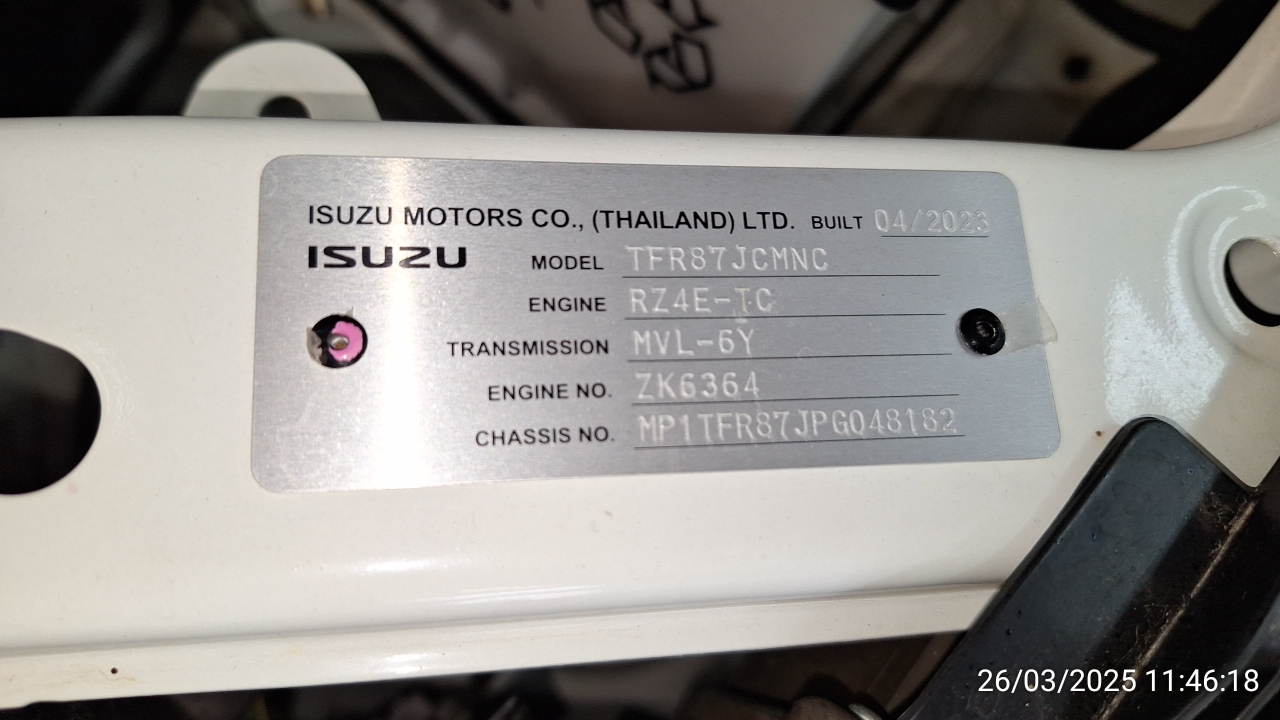 ISUZU MOTORS CO., (THAILAND) LTD. BUILT 04/2023
ISUZU MODEL TFR87JCMNC
ENGINE RZ4E-TC
TRANSMISSION MVL-6Y
ENGINE NO. ZK6364
CHASSIS NO. MP1TFR87JPG048182
26/03/2025 11:46:18